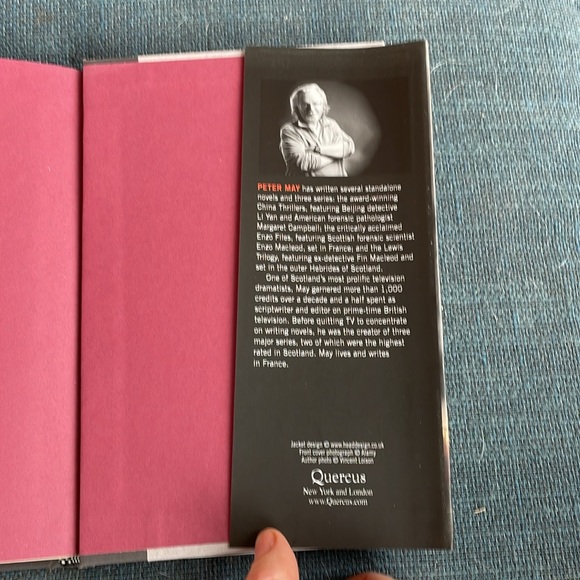 PETER MAY has written several standalone
novels and three series: the award-winning
China Thrillers, featuring Beijing detective
Li Yan and American forensic pathologist
Margaret Campbell; the critically acclaimed
Enzo Files, featuring Scottish forensic scientist
Enzo Macleod, set in France; and the Lewis
Trilogy, featuring ex-detective Fin Macleod and
set in the outer Hebrides of Scotland.
One of Scotland's most prolific television
dramatists, May garnered more than 1,000
credits over a decade and a half spent as
scriptwriter and editor on prime-time British
television. Before quitting TV to concentrate
on writing novels, he was the creator of three
major series, two of which were the highest
rated in Scotland. May lives and writes
in France.
Jacket design © www.headdesign.co.uk
Front cover photograph © Alamy
Author photo © Vincent Loison
Quercus
New York and London
www.Quercus.com